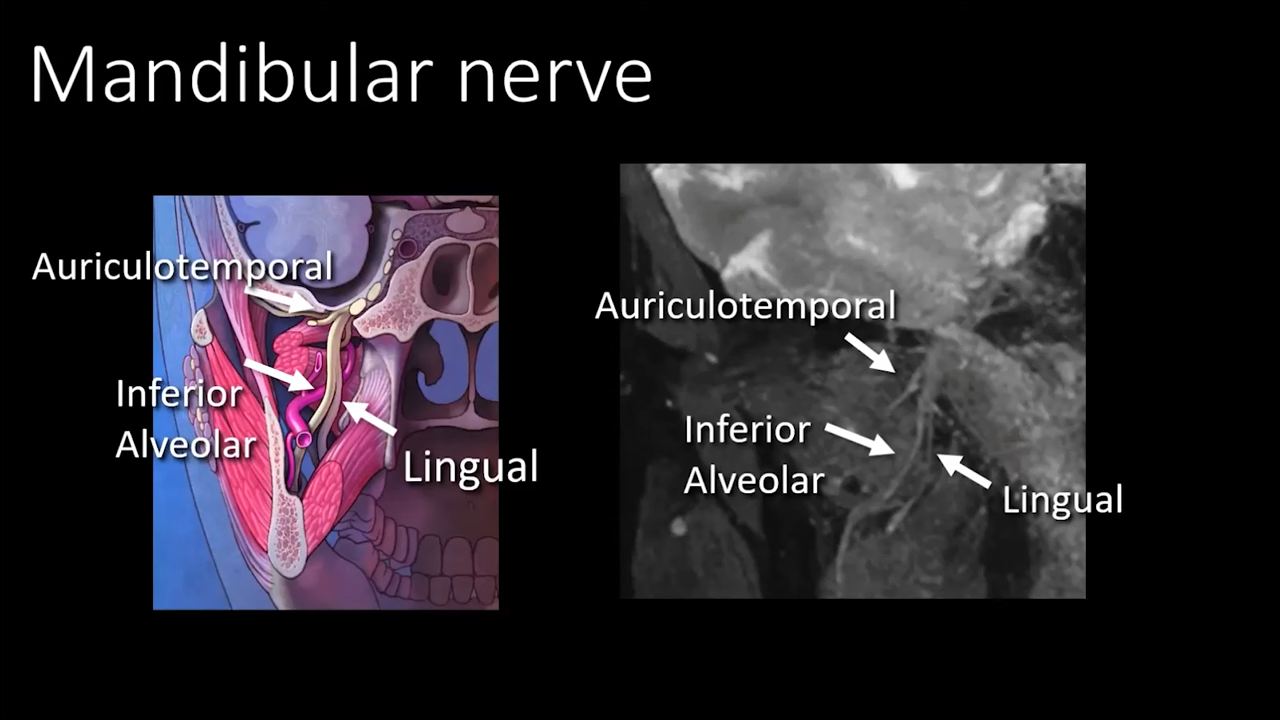 Mandibular nerve
Auriculotemporal
Inferior
Alveolar
Lingual
Auriculotemporal
Inferior
Alveolar
Lingual